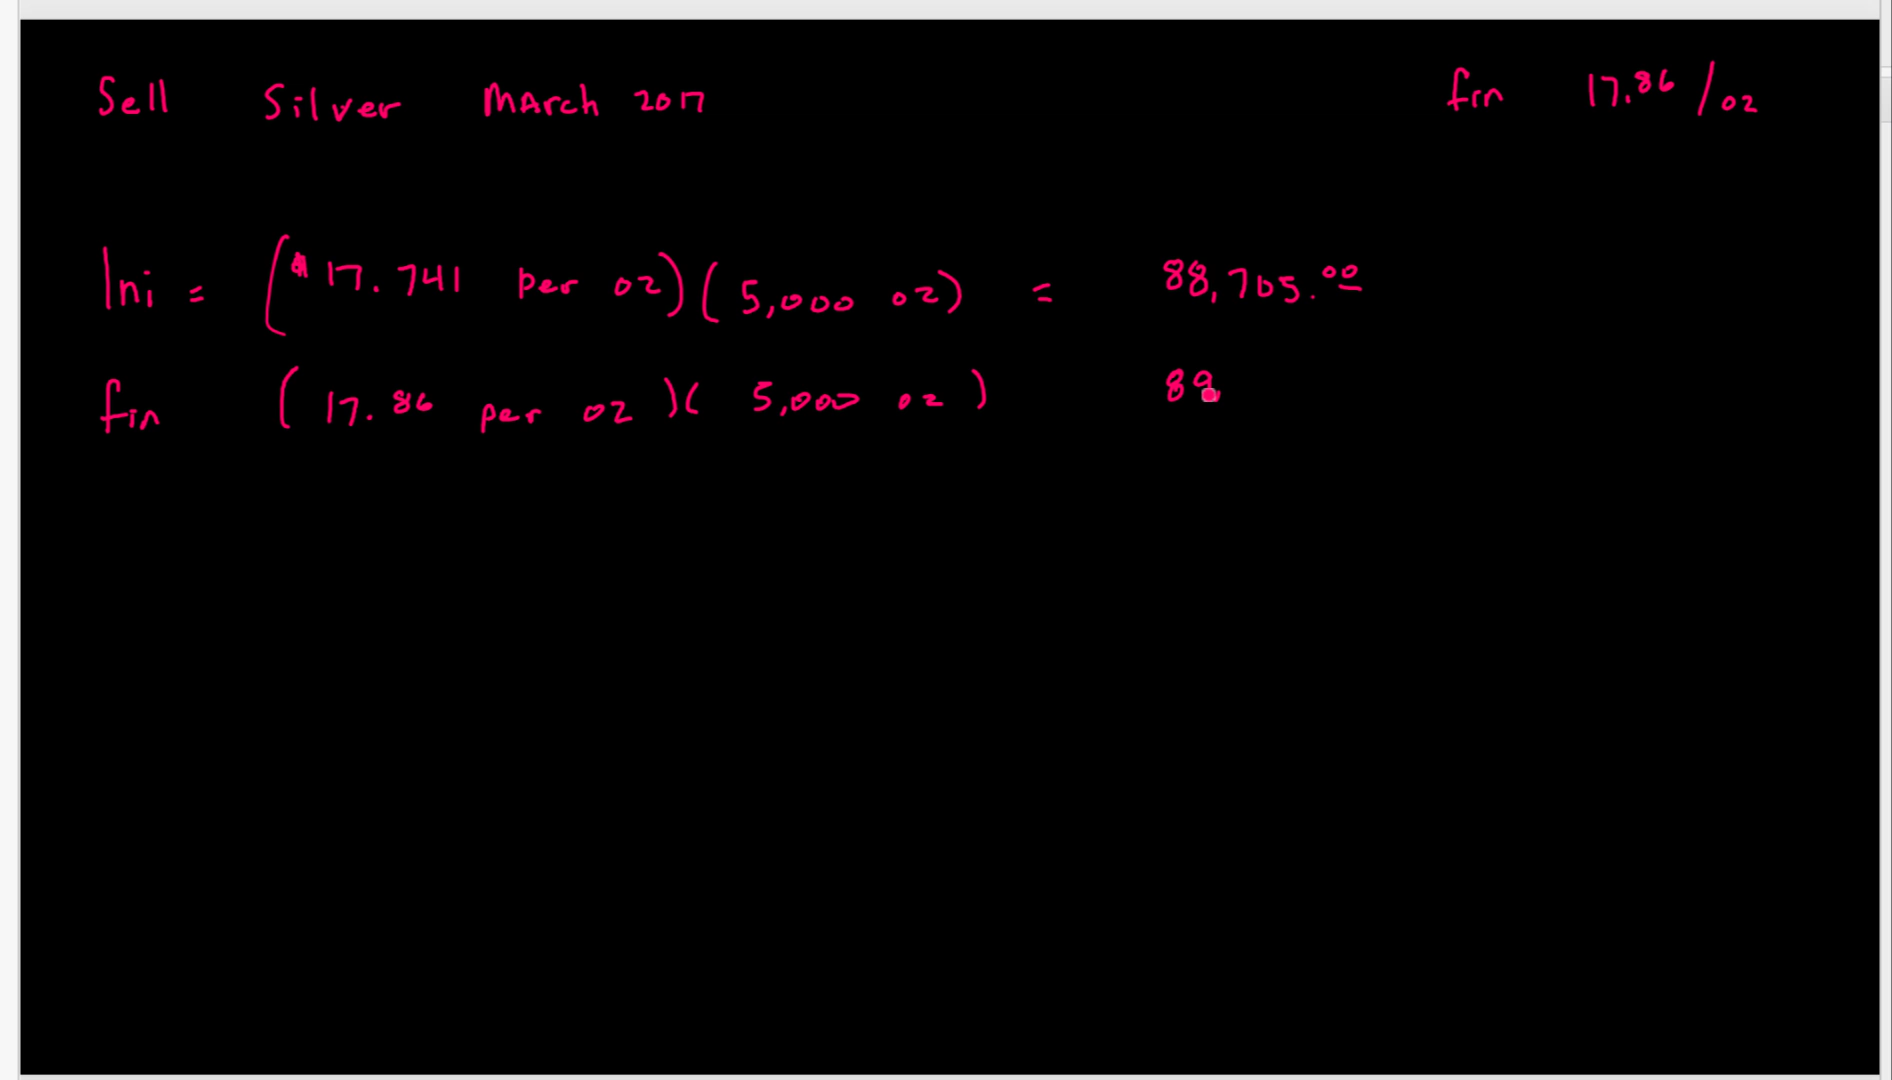 Sell Silver March 2017 fin 17.86/oz
Ini = ($17.741 per oz)(5,000 oz) = 88,705.00
fin (17.86 per oz)(5,000 oz) 89,